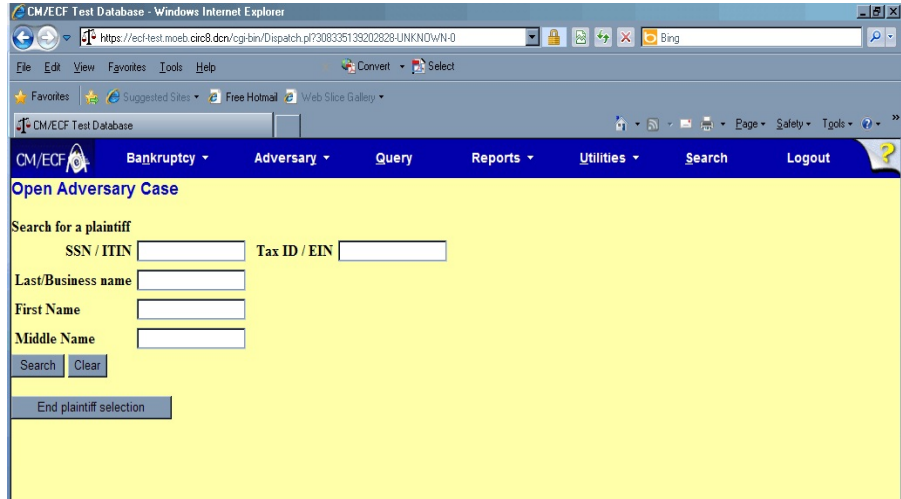 CM/ECF Test Database - Windows Internet Explorer
https://ecf-test.moeb.circ8.dcn/cgi-bin/Dispatch.pl?308335139202828-UNKNOWN-0 Bing
File Edit View Favorites Tools Help Convert Select
Favorites Suggested Sites Free Hotmail Web Slice Gallery
CM/ECF Test Database Page Safety Tools
CM/ECF Bankruptcy Adversary Query Reports Utilities Search Logout ?
Open Adversary Case
Search for a plaintiff
SSN / ITIN Tax ID / EIN
Last/Business name
First Name
Middle Name
Search Clear
End plaintiff selection